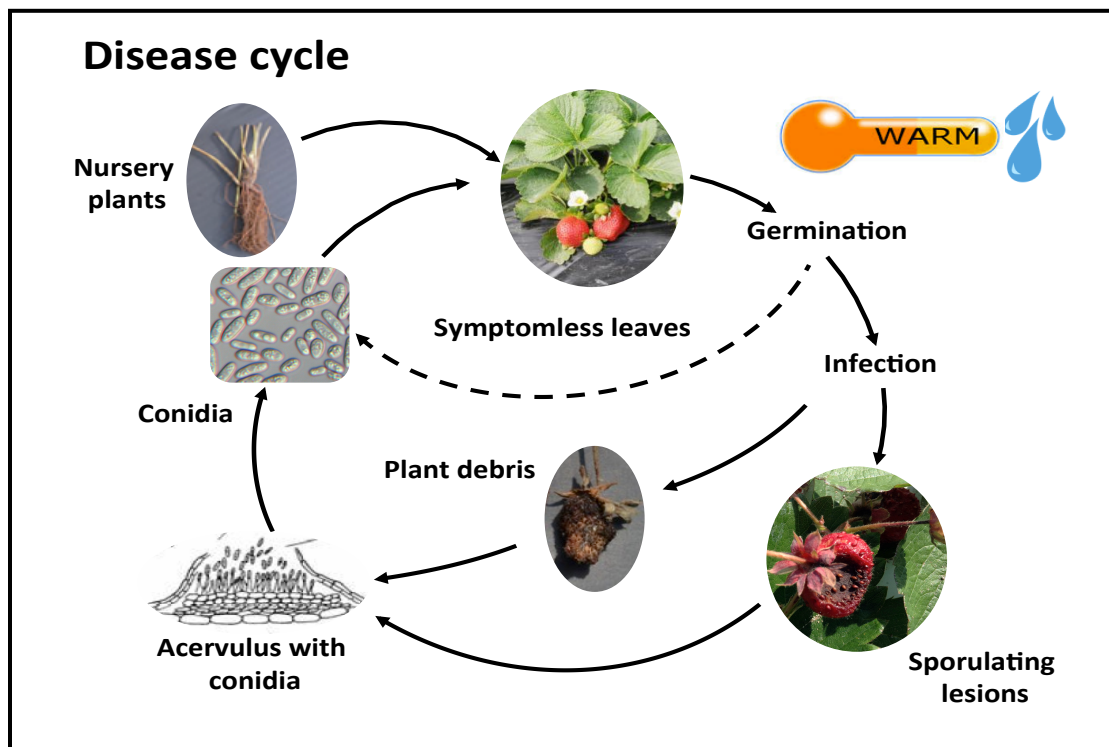 Disease cycle
Nursery
plants
WARM
Germination
Symptomless leaves
Infection
Conidia
Plant debris
Acervulus with
conidia
Sporulating
lesions